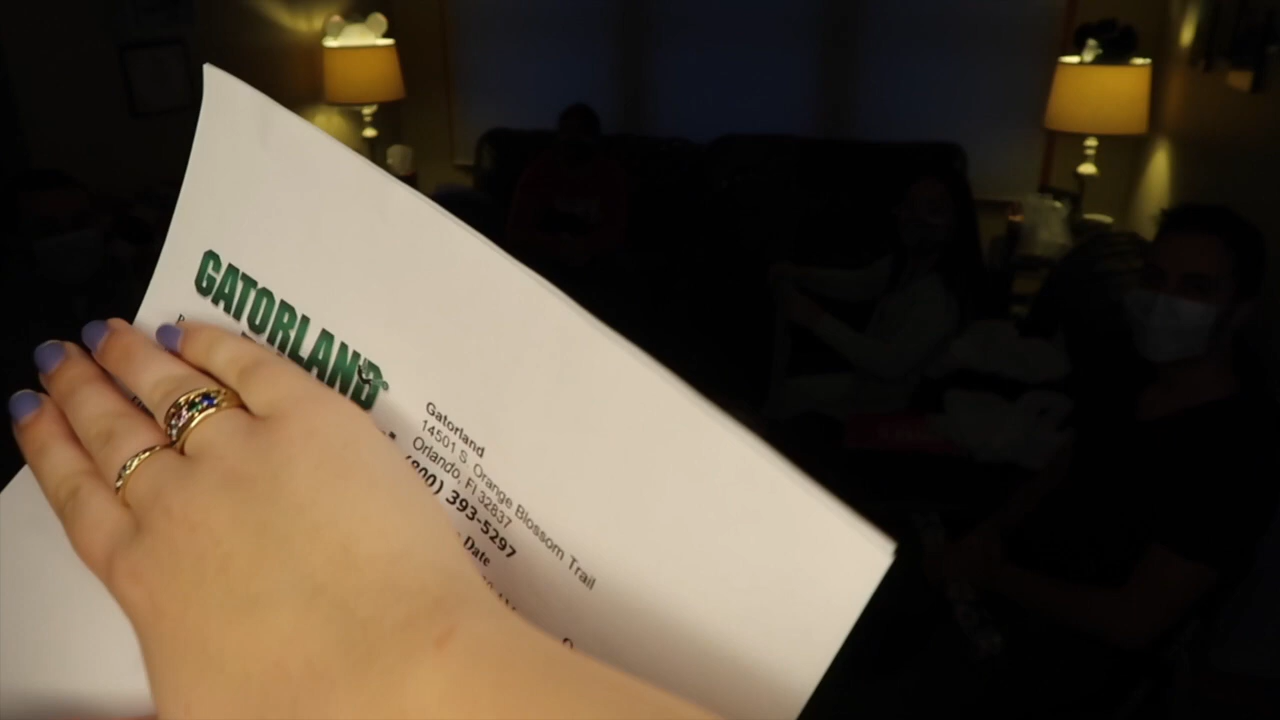 GATORLAND
Gatorland
14501 S. Orange Blossom Trail
Orlando, Fl 32837
(800) 393-5297
Date